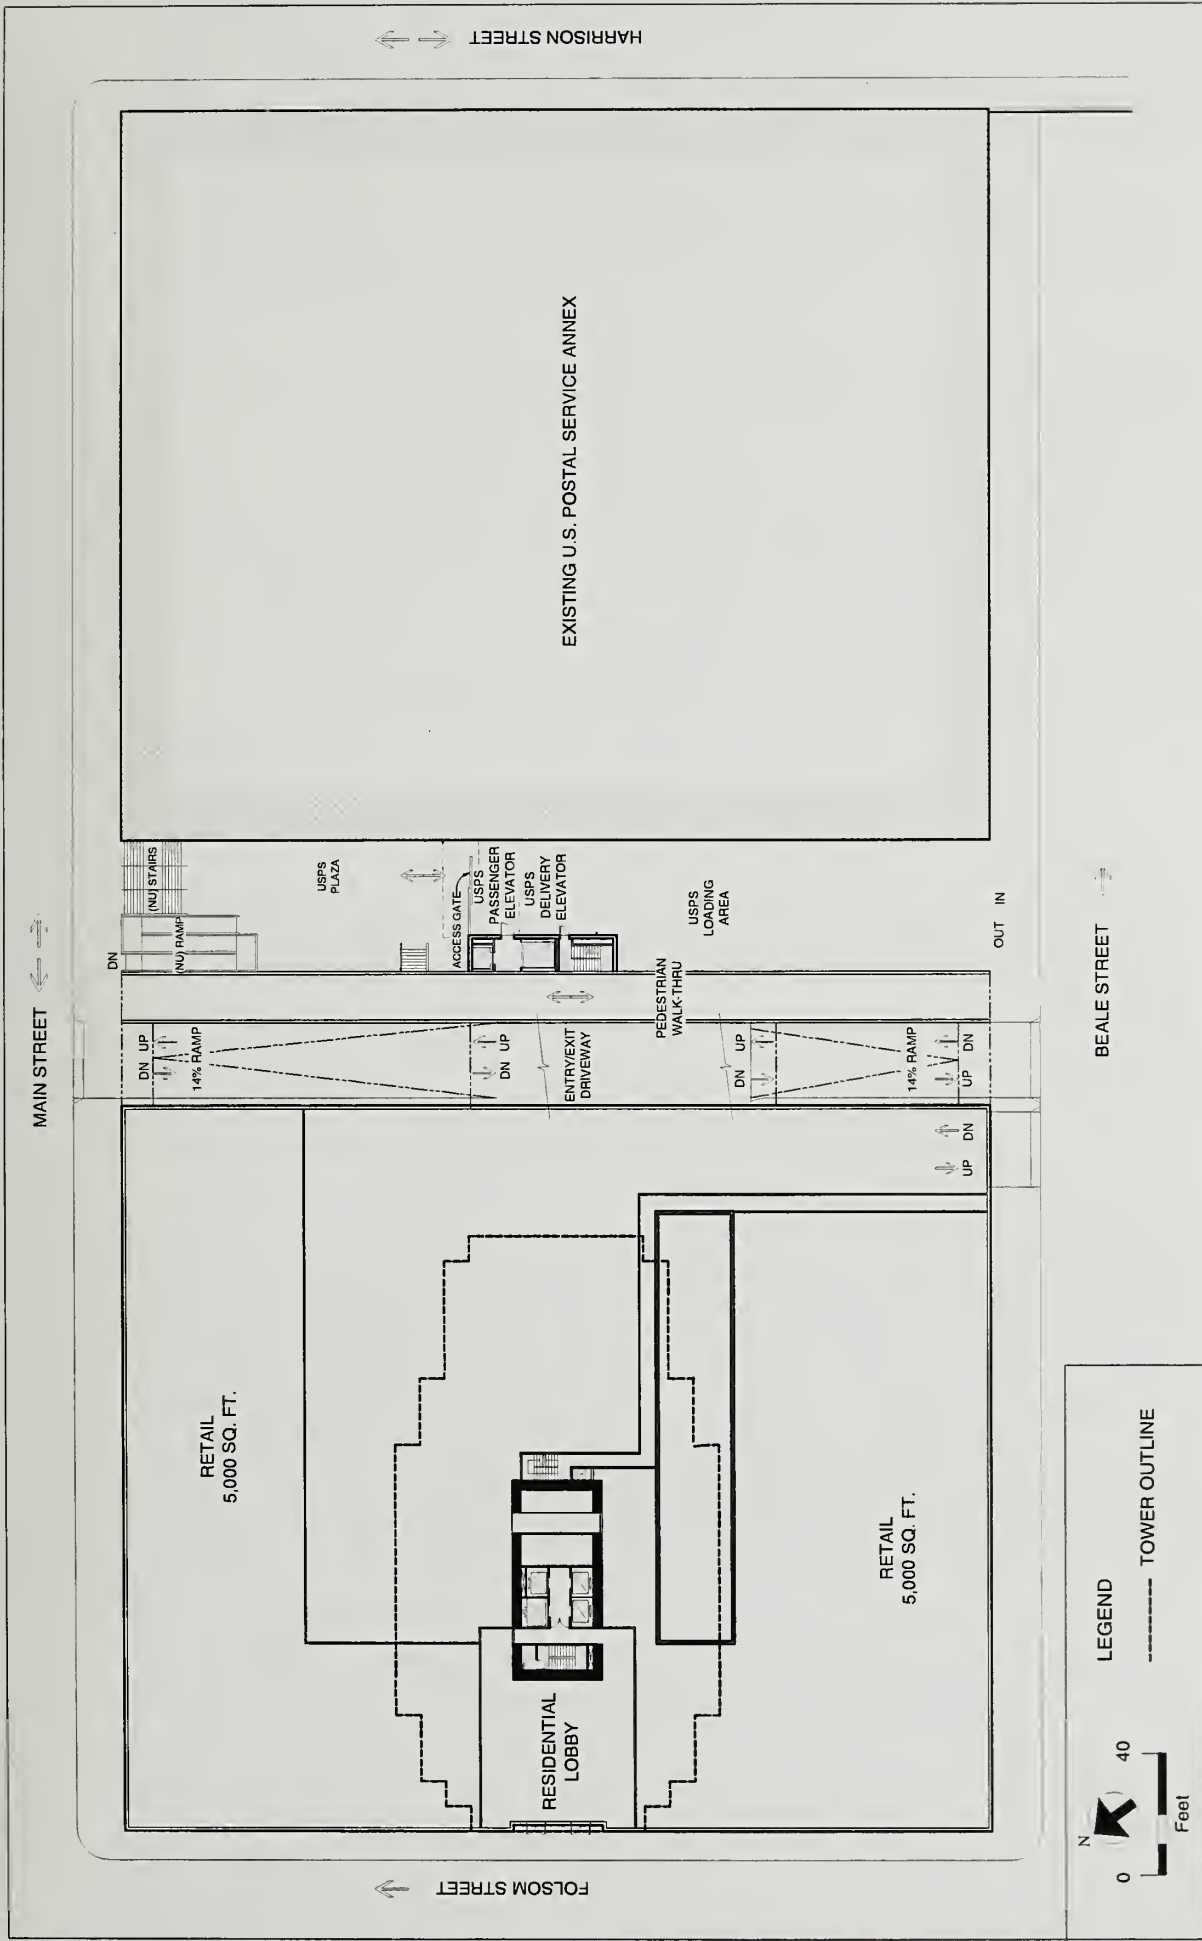 HARRISON STREET
MAIN STREET
EXISTING U.S. POSTAL SERVICE ANNEX
(NU) STAIRS
(NU) RAMP
DN
USPS
PLAZA
ACCESS GATE
USPS
PASSENGER
ELEVATOR
USPS
DELIVERY
ELEVATOR
USPS
LOADING
AREA
OUT
IN
PEDESTRIAN
WALK-THRU
DN
UP
14% RAMP
DN
UP
ENTRY/EXIT
DRIVEWAY
DN
UP
14% RAMP
UP
DN
UP
DN
BEALE STREET
RETAIL
5,000 SQ. FT.
RETAIL
5,000 SQ. FT.
RESIDENTIAL
LOBBY
FOLSOM STREET
LEGEND
TOWER OUTLINE
N
0
40
Feet